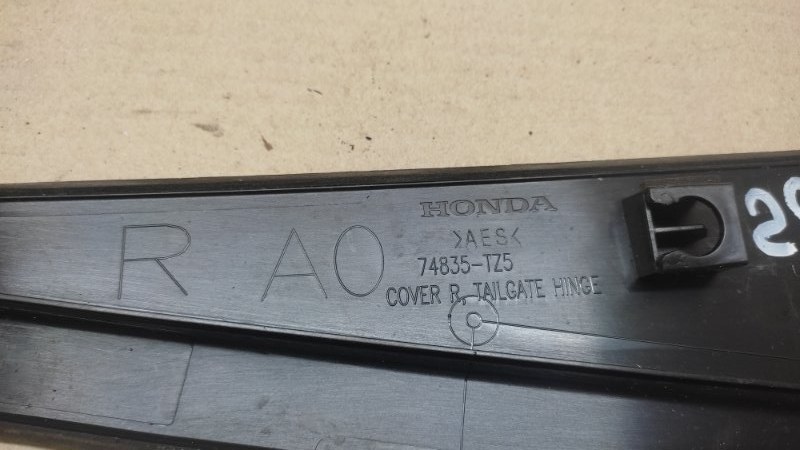 HONDA
R A0
>AES<
74835-TZ5
COVER R, TAILGATE HINGE